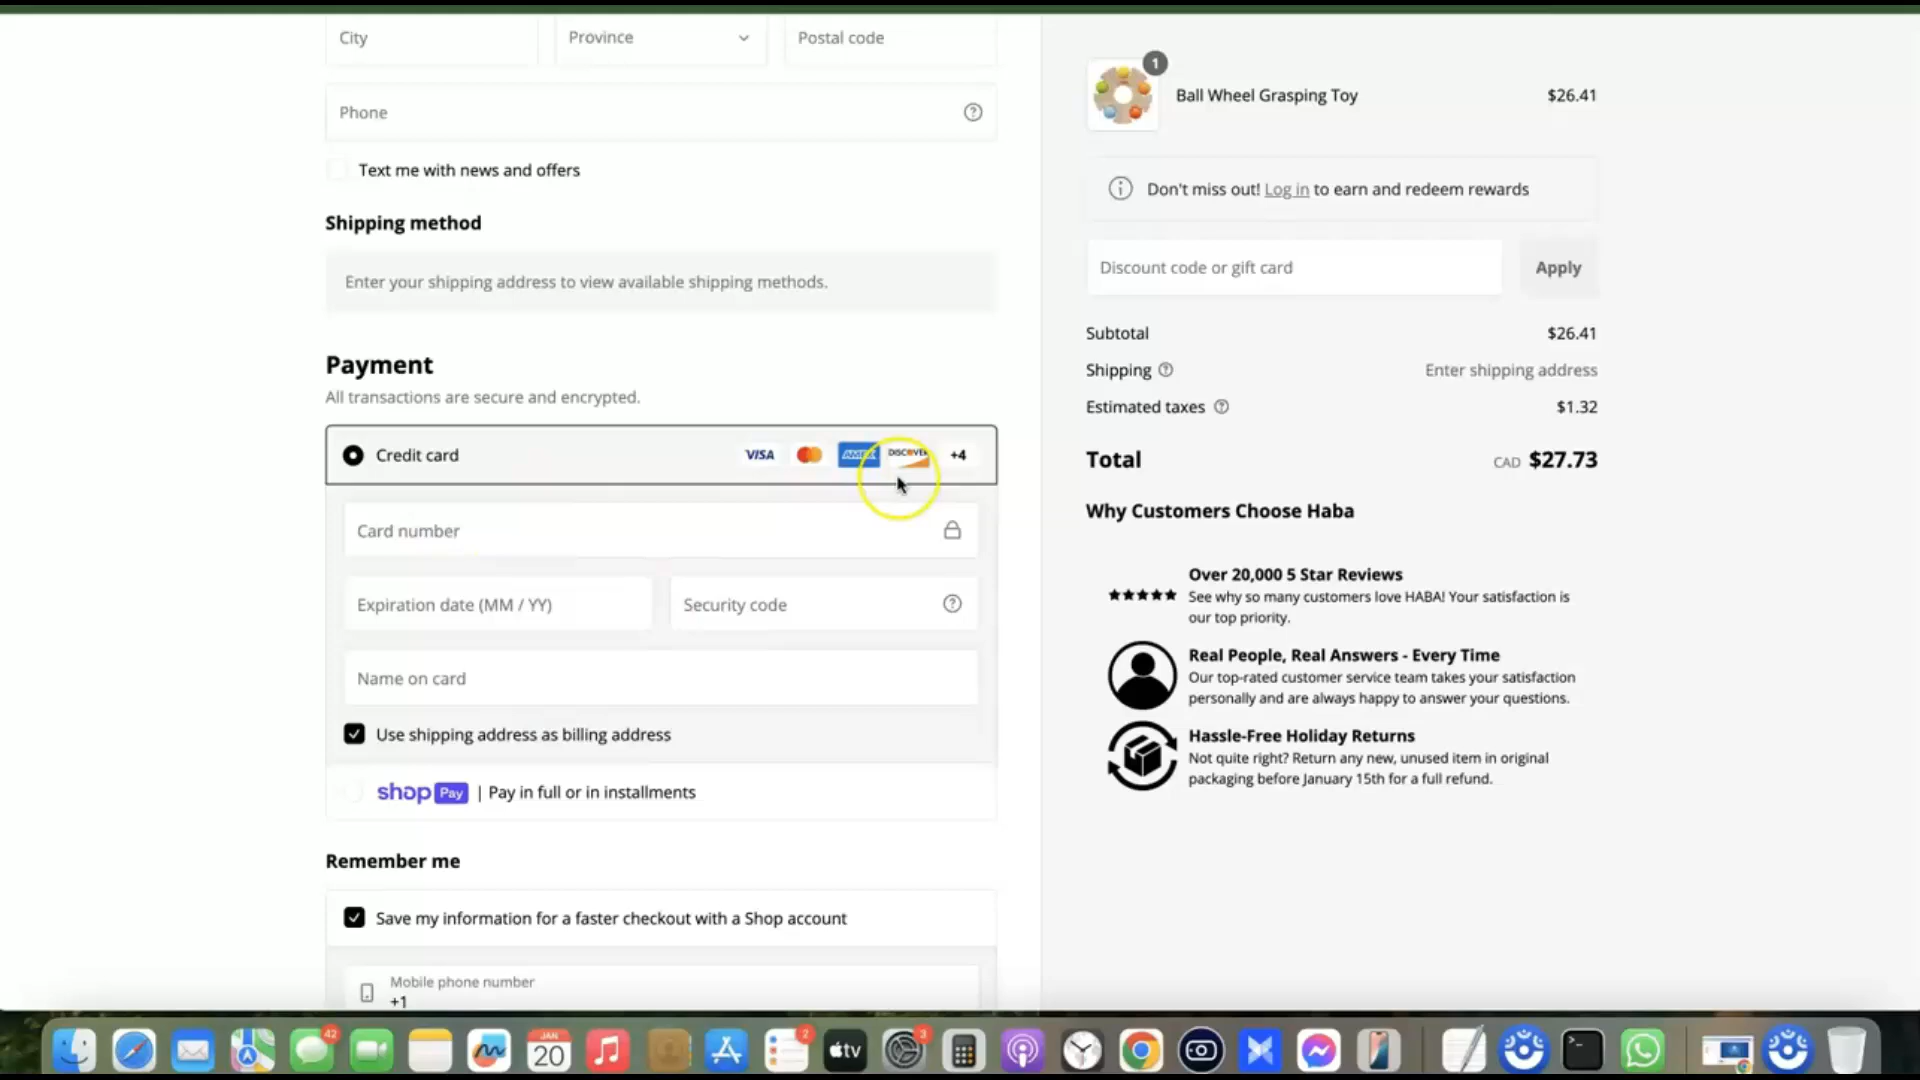 City
Province
Postal code
Phone
Text me with news and offers
Shipping method
Enter your shipping address to view available shipping methods.
Payment
All transactions are secure and encrypted.
Credit card
VISA
AMEX
DISCOVER
+4
Card number
Expiration date (MM / YY)
Security code
Name on card
Use shipping address as billing address
shop Pay | Pay in full or in installments
Remember me
Save my information for a faster checkout with a Shop account
Mobile phone number
+1
1
Ball Wheel Grasping Toy $26.41
Don't miss out! Log in to earn and redeem rewards
Discount code or gift card
Apply
Subtotal $26.41
Shipping Enter shipping address
Estimated taxes $1.32
Total CAD $27.73
Why Customers Choose Haba
Over 20,000 5 Star Reviews
See why so many customers love HABA! Your satisfaction is
our top priority.
Real People, Real Answers - Every Time
Our top-rated customer service team takes your satisfaction
personally and are always happy to answer your questions.
Hassle-Free Holiday Returns
Not quite right? Return any new, unused item in original
packaging before January 15th for a full refund.
42
JAN
20
2
tv
3